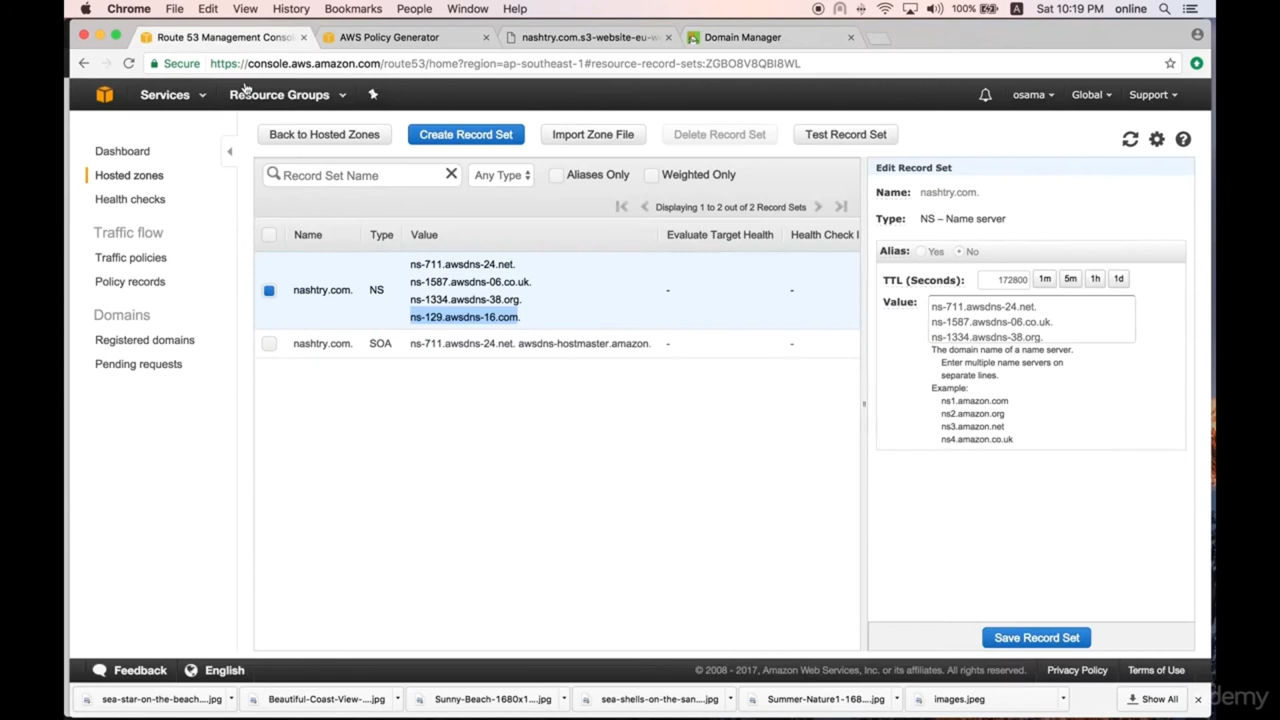 Chrome File Edit View History Bookmarks People Window Help 100% A Sat 10:19 PM online
Route 53 Management Consol AWS Policy Generator nashtry.com.s3-website-eu-w Domain Manager
Secure https://console.aws.amazon.com/route53/home?region=ap-southeast-1#resource-record-sets:ZGBO8V8QBI8WL
Services Resource Groups osama Global Support
Back to Hosted Zones Create Record Set Import Zone File Delete Record Set Test Record Set
Dashboard
Hosted zones
Health checks
Traffic flow
Traffic policies
Policy records
Domains
Registered domains
Pending requests
Record Set Name Any Type Aliases Only Weighted Only
Displaying 1 to 2 out of 2 Record Sets
Name Type Value Evaluate Target Health Health Check I
ns-711.awsdns-24.net.
ns-1587.awsdns-06.co.uk.
nashtry.com. NS - -
ns-1334.awsdns-38.org.
ns-129.awsdns-16.com.
nashtry.com. SOA ns-711.awsdns-24.net. awsdns-hostmaster.amazon. - -
Edit Record Set
Name: nashtry.com.
Type: NS – Name server
Alias: Yes No
TTL (Seconds): 172800 1m 5m 1h 1d
Value: ns-711.awsdns-24.net.
ns-1587.awsdns-06.co.uk.
ns-1334.awsdns-38.org.
The domain name of a name server.
Enter multiple name servers on
separate lines.
Example:
ns1.amazon.com
ns2.amazon.org
ns3.amazon.net
ns4.amazon.co.uk
Save Record Set
Feedback English © 2008 - 2017, Amazon Web Services, Inc. or its affiliates. All rights reserved. Privacy Policy Terms of Use
sea-star-on-the-beach....jpg Beautiful-Coast-View-....jpg Sunny-Beach-1680x1....jpg sea-shells-on-the-san....jpg Summer-Nature1-168....jpg images.jpeg Show All
demy